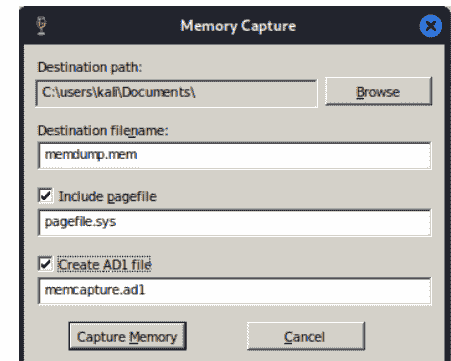 Memory Capture
Destination path:
C:\users\kali\Documents\
Browse
Destination filename:
memdump.mem
Include pagefile
pagefile.sys
Create AD1 file
memcapture.ad1
Capture Memory
Cancel